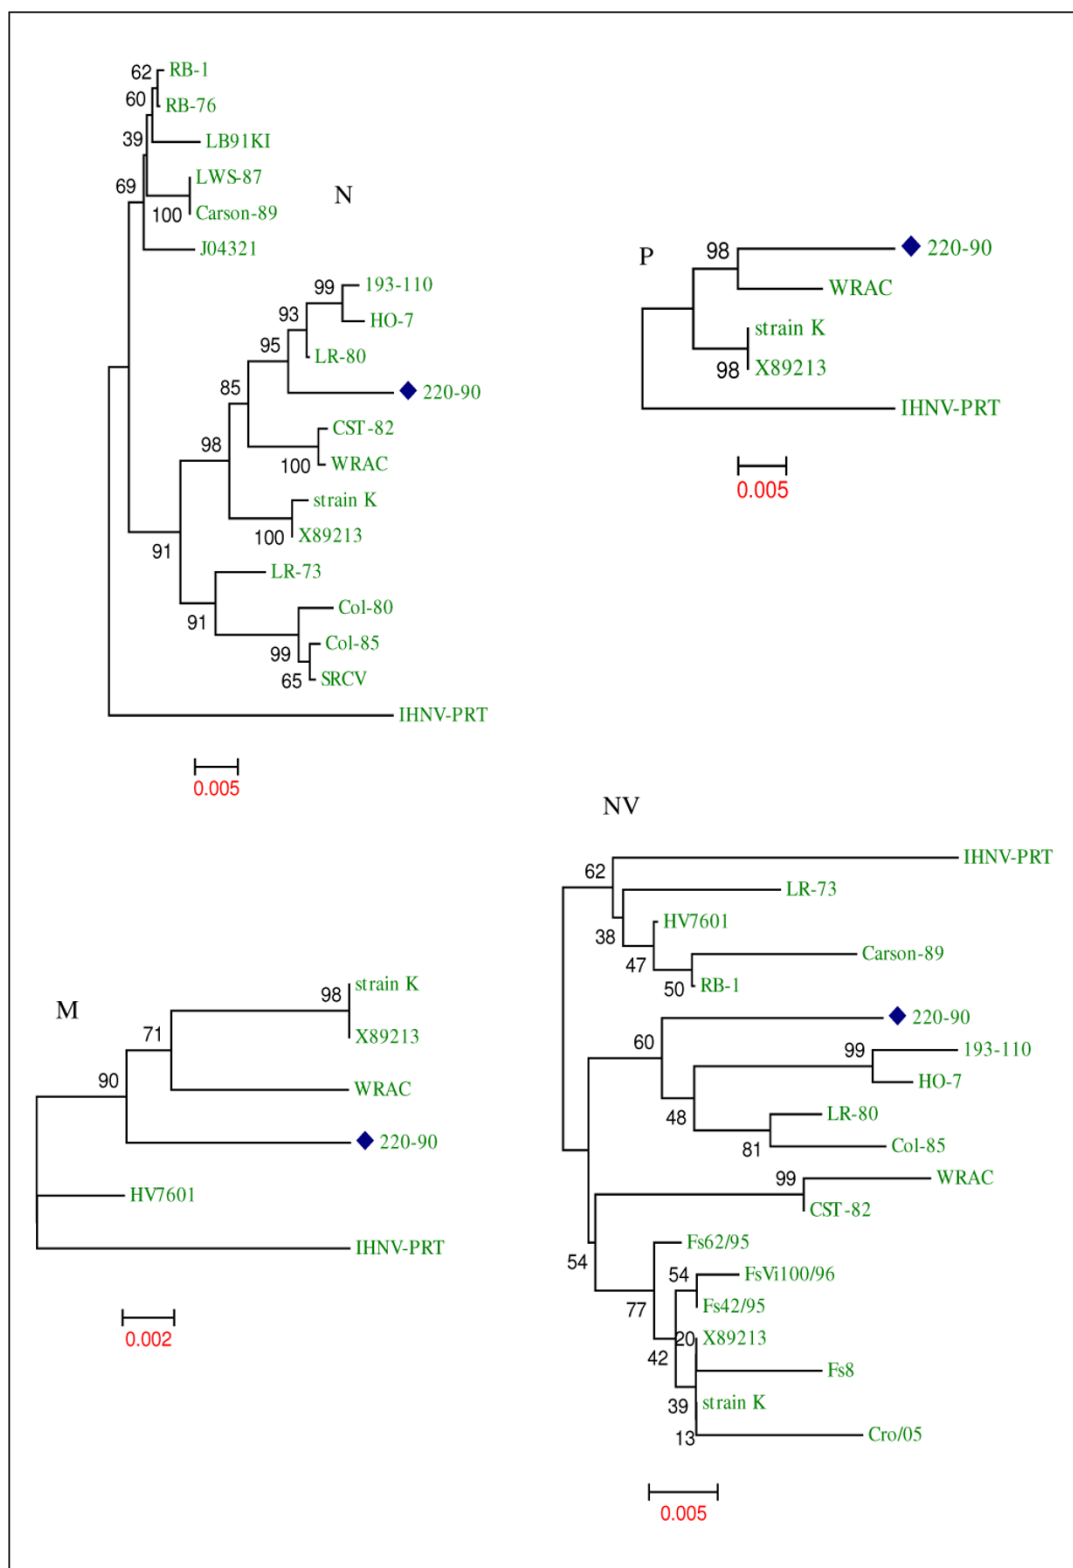 62
RB-1
60
RB-76
39
LB91KI
69
LWS-87
N
100
Carson-89
J04321
99
193-110
93
HO-7
95
LR-80
85
220-90
98
CST-82
100
WRAC
strain K
100
X89213
91
LR-73
91
Col-80
99
Col-85
65
SRCV
IHNV-PRT
0.005
P
98
220-90
WRAC
strain K
98
X89213
IHNV-PRT
0.005
M
98
strain K
71
X89213
90
WRAC
220-90
HV7601
IHNV-PRT
0.002
NV
62
IHNV-PRT
LR-73
38
HV7601
47
Carson-89
50
RB-1
60
220-90
99
193-110
HO-7
48
LR-80
81
Col-85
99
WRAC
CST-82
54
Fs62/95
77
54
FsVi100/96
Fs42/95
42
20
X89213
Fs8
39
strain K
13
Cro/05
0.005